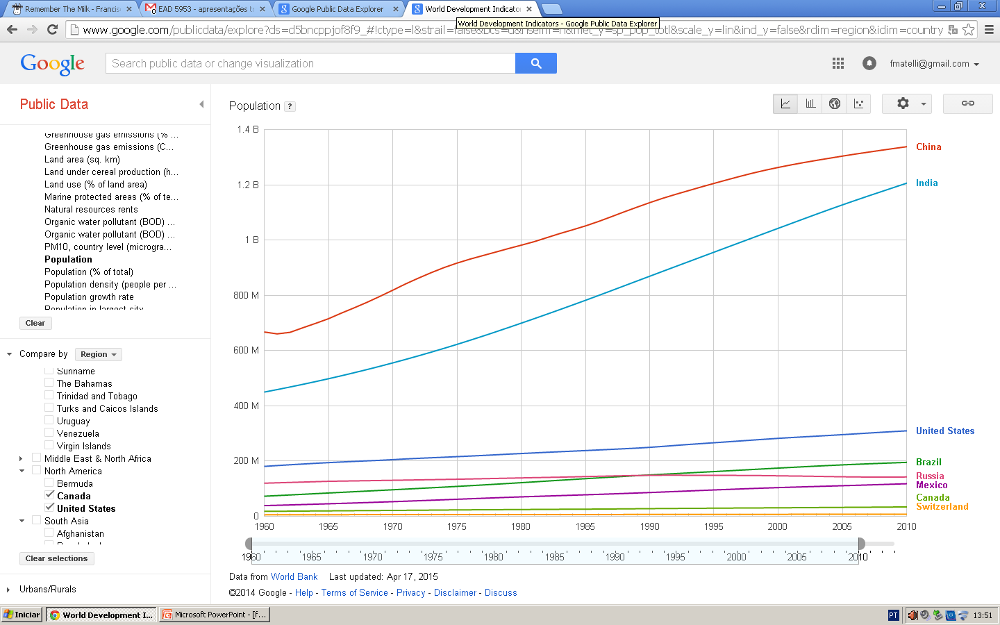 Remember The Milk - Francis
EAD 5953 - apresentações t
Google Public Data Explorer
World Development Indicator
www.google.com/publicdata/explore?ds=d5bncppjof8f9_#!ctype=l&strail=false&bcs=d&nselm=h&met_y=sp_pop_totl&scale_y=lin&ind_y=false&rdim=region&idim=country
World Development Indicators - Google Public Data Explorer
Google
Search public data or change visualization
fmatelli@gmail.com
Public Data
Greenhouse gas emissions (% ...
Greenhouse gas emissions (C...
Land area (sq. km)
Land under cereal production (h...
Land use (% of land area)
Marine protected areas (% of te...
Natural resources rents
Organic water pollutant (BOD) ...
Organic water pollutant (BOD) ...
PM10, country level (microgra...
Population
Population (% of total)
Population density (people per ...
Population growth rate
Population in largest city
Clear
Compare by Region
Suriname
The Bahamas
Trinidad and Tobago
Turks and Caicos Islands
Uruguay
Venezuela
Virgin Islands
Middle East & North Africa
North America
Bermuda
Canada
United States
South Asia
Afghanistan
Clear selections
Urbans/Rurals
Population ?
1.4 B
1.2 B
1 B
800 M
600 M
400 M
200 M
0
China
India
United States
Brazil
Russia
Mexico
Canada
Switzerland
1960 1965 1970 1975 1980 1985 1990 1995 2000 2005 2010
1960 1965 1970 1975 1980 1985 1990 1995 2000 2005 2010
Data from World Bank Last updated: Apr 17, 2015
©2014 Google - Help - Terms of Service - Privacy - Disclaimer - Discuss
Iniciar
World Development I...
Microsoft PowerPoint - [f...
PT
13:51